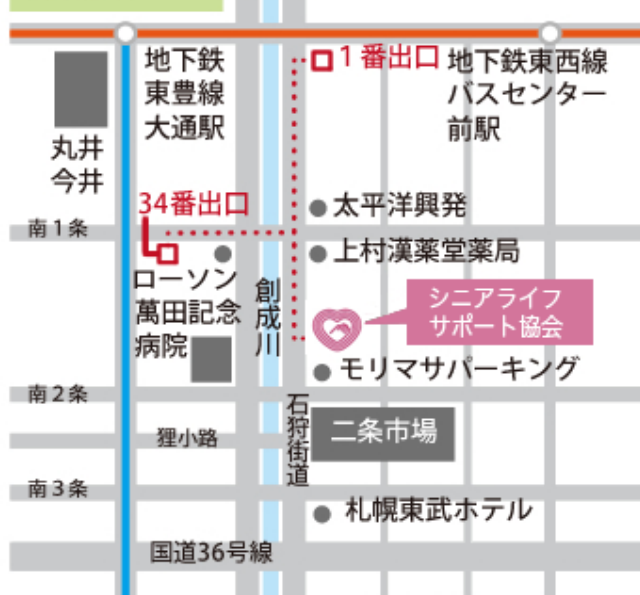 地下鉄
東豊線
大通駅
1番出口
地下鉄東西線
バスセンター
前駅
丸井
今井
34番出口
太平洋興発
南1条
上村漢薬堂薬局
ローソン
萬田記念
病院
創成川
シニアライフ
サポート協会
モリマサパーキング
南2条
石狩街道
二条市場
狸小路
南3条
札幌東武ホテル
国道36号線